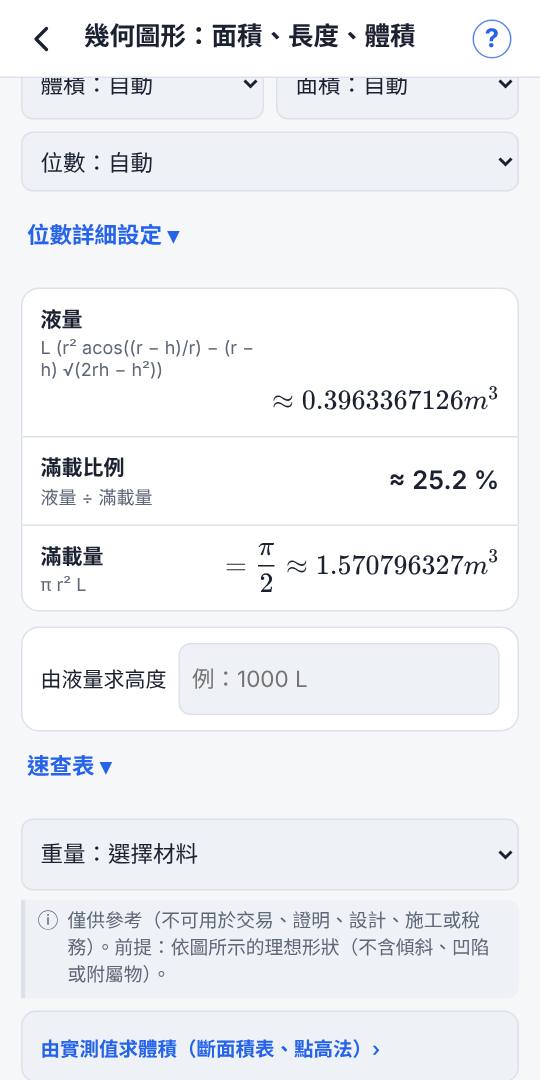 幾何圖形：面積、長度、體積
?
體積：自動
面積：自動
位數：自動
位數詳細設定 ▾
液量
L (r² acos((r − h)/r) − (r −
h) √(2rh − h²))
≈ 0.3963367126m³
滿載比例
≈ 25.2 %
液量 ÷ 滿載量
滿載量
= π/2 ≈ 1.570796327m³
π r² L
由液量求高度
例：1000 L
速查表 ▾
重量：選擇材料
ⓘ 僅供參考（不可用於交易、證明、設計、施工或稅
務）。前提：依圖所示的理想形狀（不含傾斜、凹陷
或附屬物）。
由實測值求體積（斷面積表、點高法）›